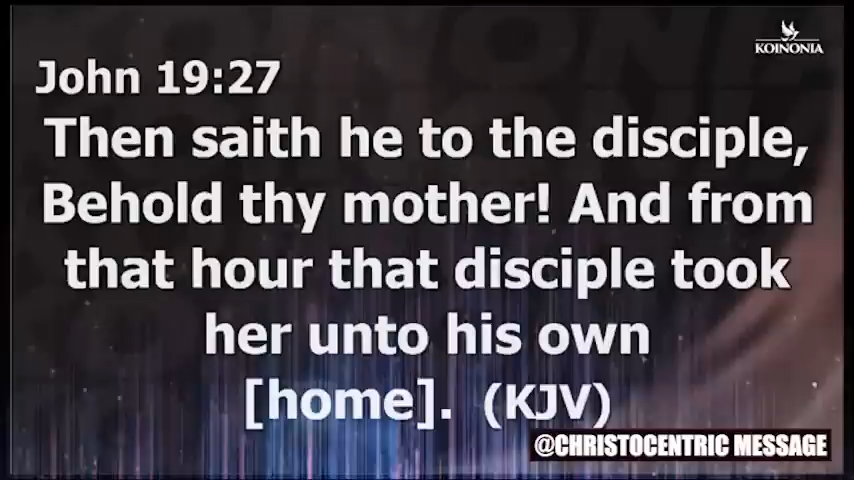 KOINONIA
John 19:27
Then saith he to the disciple,
Behold thy mother! And from
that hour that disciple took
her unto his own
[home]. (KJV)
@CHRISTOCENTRIC MESSAGE